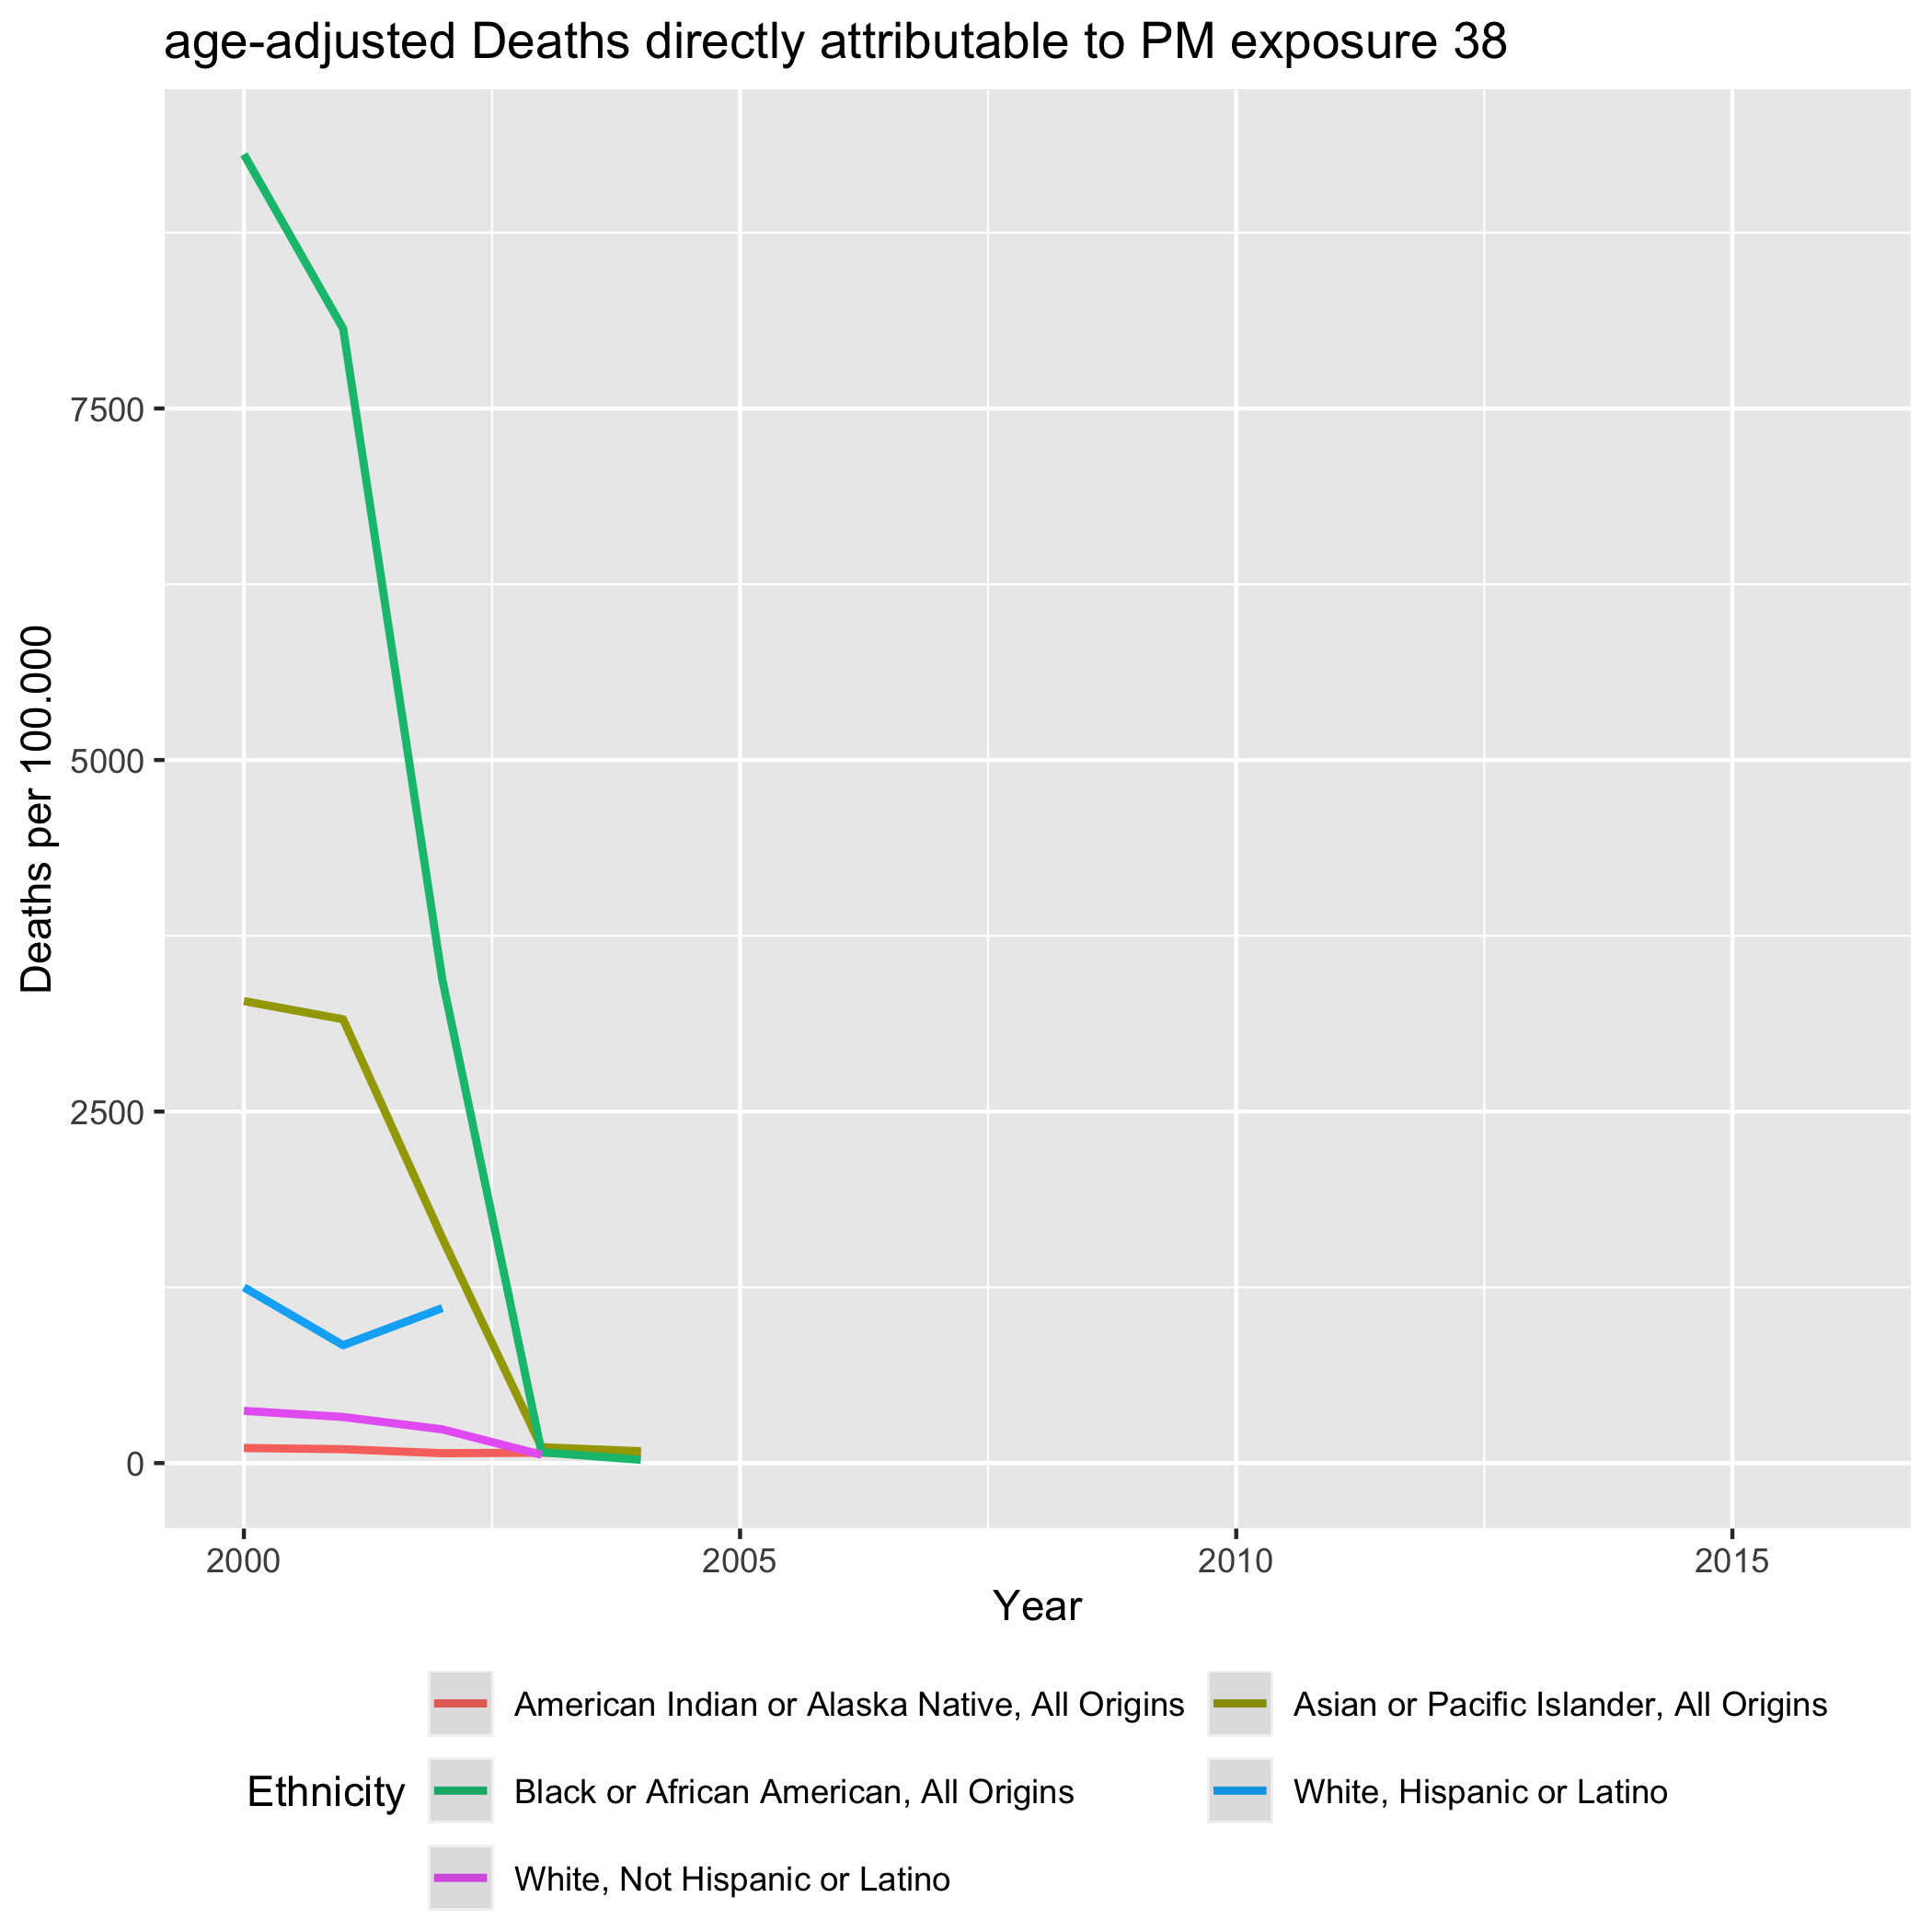 age-adjusted Deaths directly attributable to PM exposure 38
Deaths per 100.000
7500
5000
2500
0
2000 2005 2010 2015
Year
Ethnicity
American Indian or Alaska Native, All Origins
Asian or Pacific Islander, All Origins
Black or African American, All Origins
White, Hispanic or Latino
White, Not Hispanic or Latino